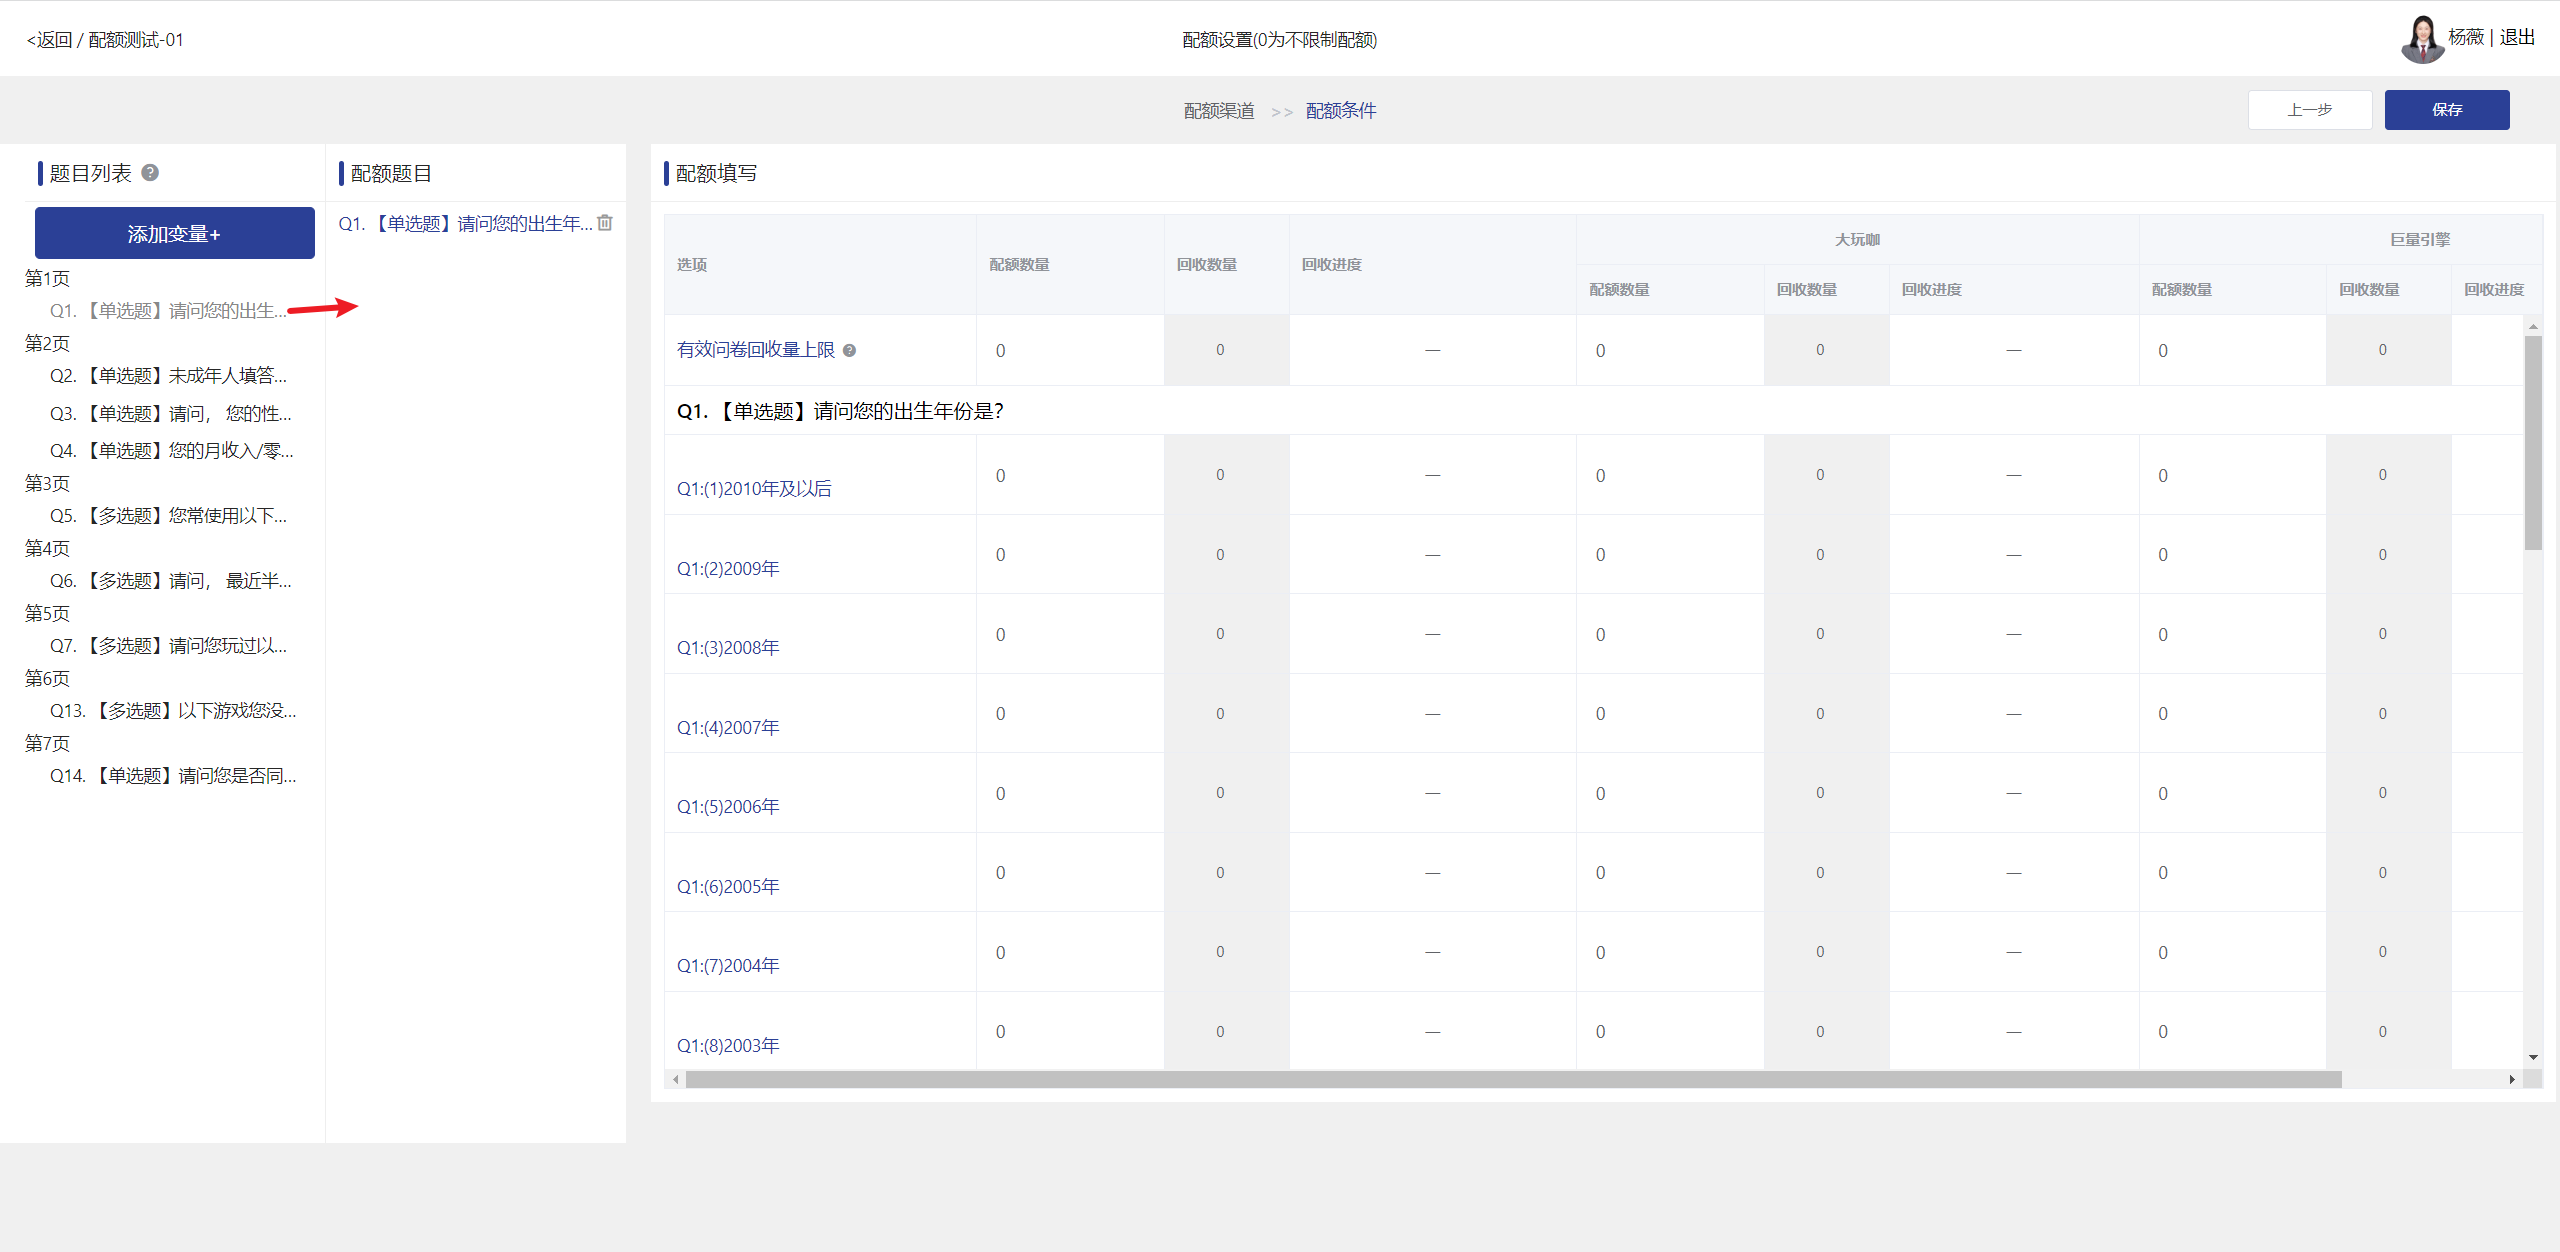 <返回 / 配额测试-01
配额设置(0为不限制配额)
杨薇 | 退出
配额渠道 >> 配额条件
上一步
保存
题目列表
添加变量+
第1页
Q1. 【单选题】请问您的出生...
第2页
Q2. 【单选题】未成年人填答...
Q3. 【单选题】请问， 您的性...
Q4. 【单选题】您的月收入/零...
第3页
Q5. 【多选题】您常使用以下...
第4页
Q6. 【多选题】请问， 最近半...
第5页
Q7. 【多选题】请问您玩过以...
第6页
Q13. 【多选题】以下游戏您没...
第7页
Q14. 【单选题】请问您是否同...
配额题目
Q1. 【单选题】请问您的出生年...
配额填写
大玩咖 巨量引擎
选项 配额数量 回收数量 回收进度
配额数量 回收数量 回收进度 配额数量 回收数量 回收进度
有效问卷回收量上限 0 0 — 0 0 — 0 0
Q1. 【单选题】请问您的出生年份是?
Q1:(1)2010年及以后 0 0 — 0 0 — 0 0
Q1:(2)2009年 0 0 — 0 0 — 0 0
Q1:(3)2008年 0 0 — 0 0 — 0 0
Q1:(4)2007年 0 0 — 0 0 — 0 0
Q1:(5)2006年 0 0 — 0 0 — 0 0
Q1:(6)2005年 0 0 — 0 0 — 0 0
Q1:(7)2004年 0 0 — 0 0 — 0 0
Q1:(8)2003年 0 0 — 0 0 — 0 0